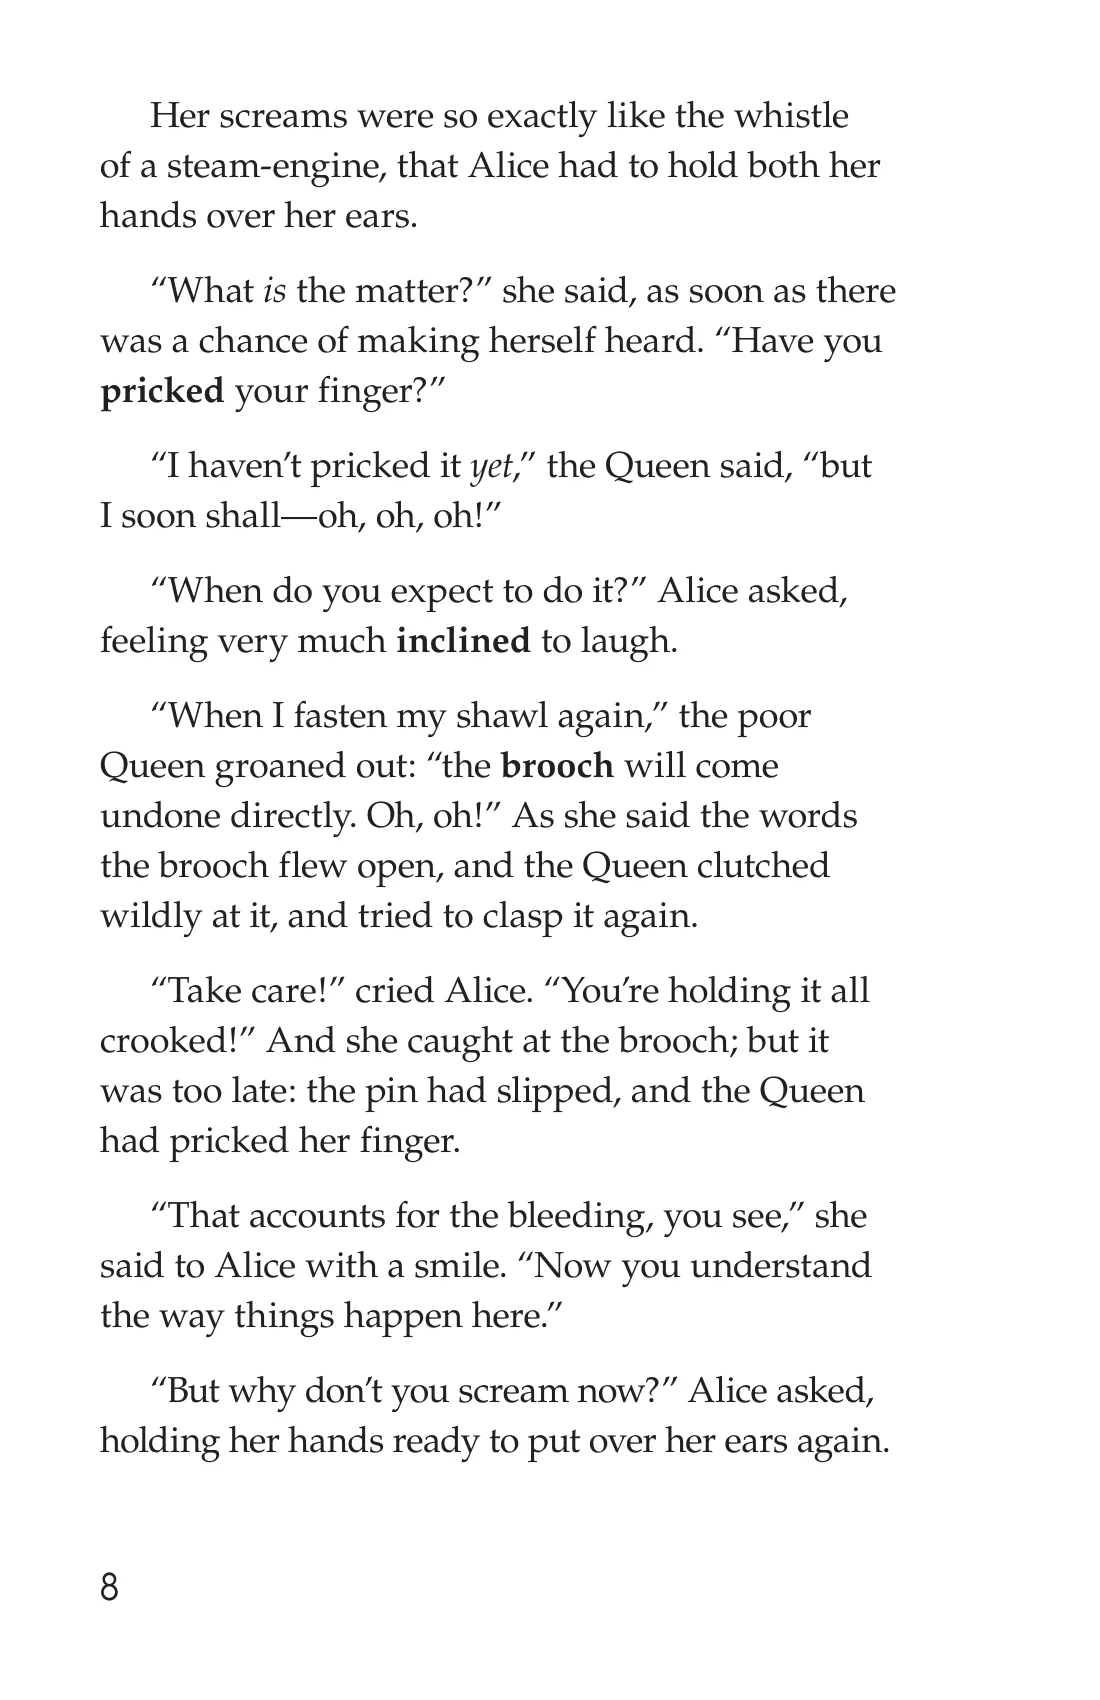 Her screams were so exactly like the whistle
of a steam-engine, that Alice had to hold both her
hands over her ears.
“What is the matter?” she said, as soon as there
was a chance of making herself heard. “Have you
pricked your finger?”
“I haven’t pricked it yet,” the Queen said, “but
I soon shall—oh, oh, oh!”
“When do you expect to do it?” Alice asked,
feeling very much inclined to laugh.
“When I fasten my shawl again,” the poor
Queen groaned out: “the brooch will come
undone directly. Oh, oh!” As she said the words
the brooch flew open, and the Queen clutched
wildly at it, and tried to clasp it again.
“Take care!” cried Alice. “You’re holding it all
crooked!” And she caught at the brooch; but it
was too late: the pin had slipped, and the Queen
had pricked her finger.
“That accounts for the bleeding, you see,” she
said to Alice with a smile. “Now you understand
the way things happen here.”
“But why don’t you scream now?” Alice asked,
holding her hands ready to put over her ears again.
8